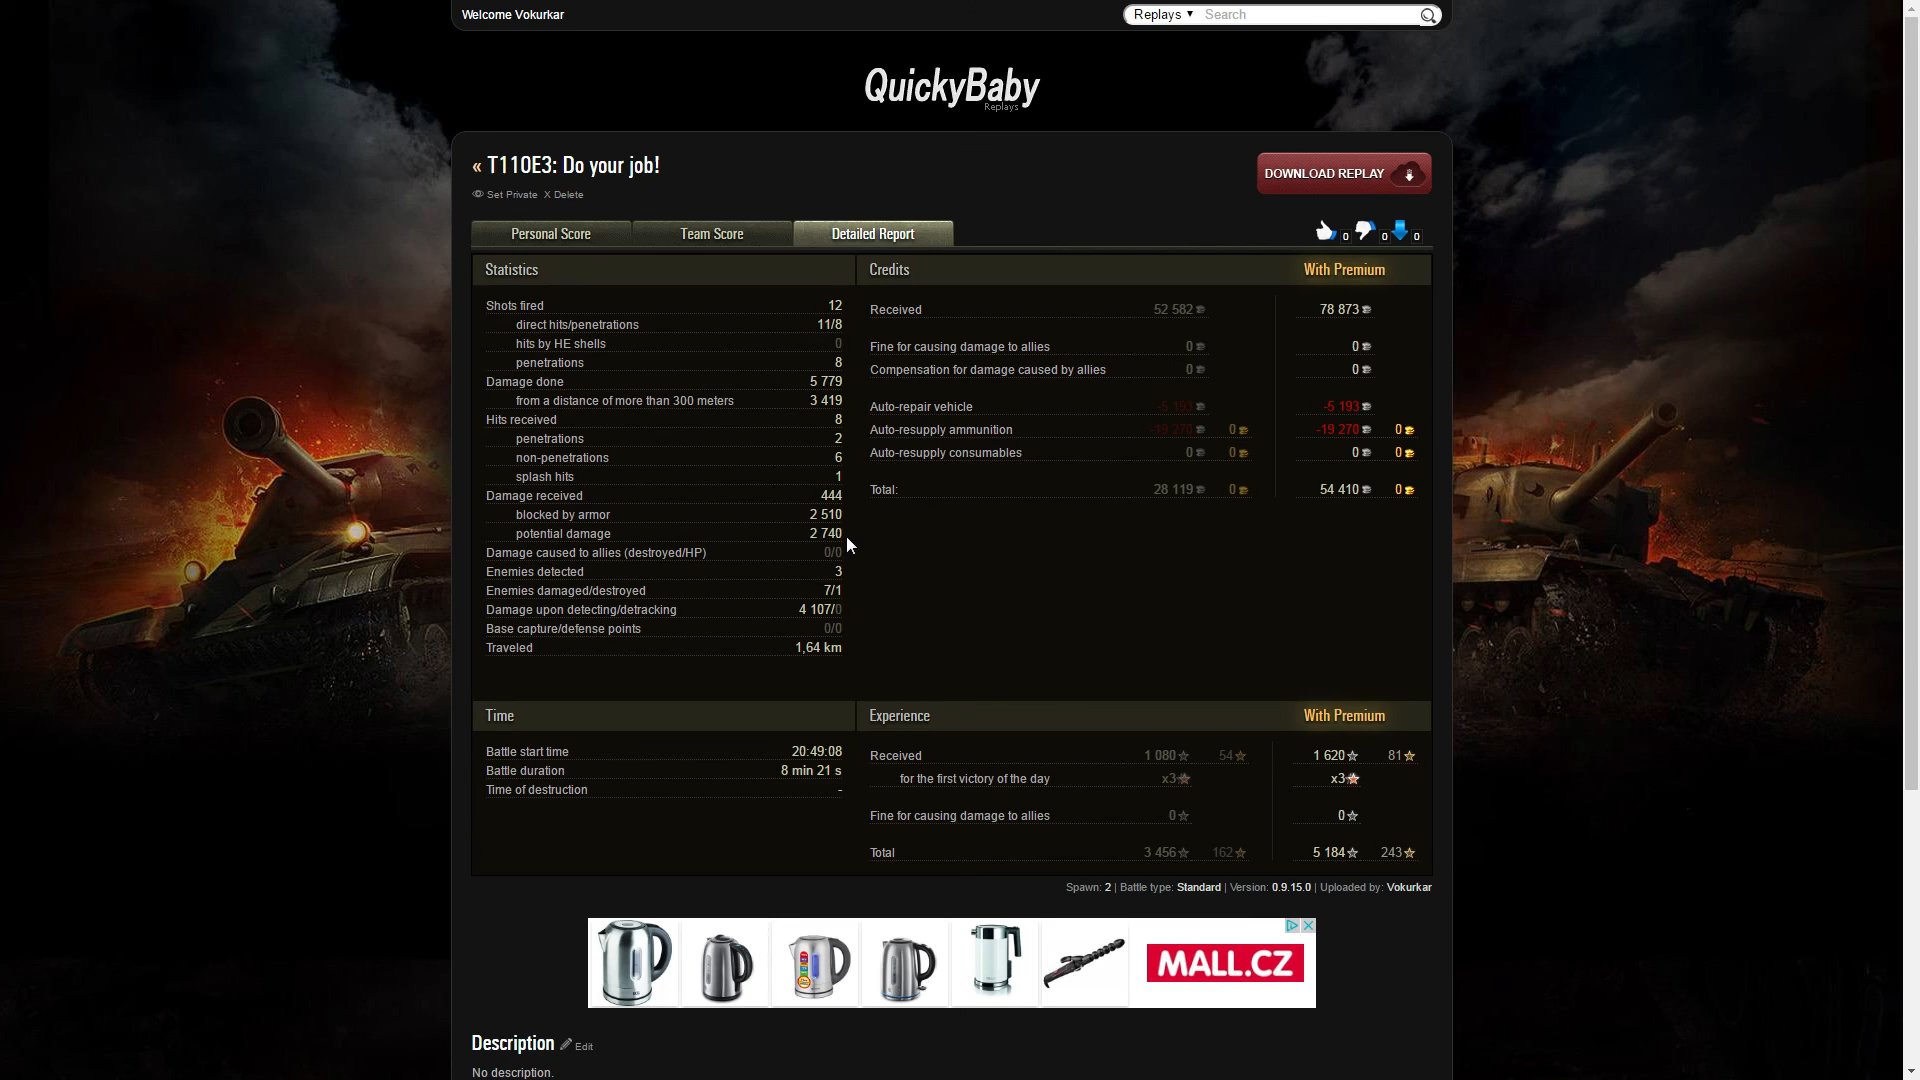 Welcome Vokurkar
Replays ▼ Search
QuickyBaby
Replays
« T110E3: Do your job!
Set Private X Delete
DOWNLOAD REPLAY
Personal Score Team Score Detailed Report
0 0 0
Statistics
Shots fired 12
direct hits/penetrations 11/8
hits by HE shells 0
penetrations 8
Damage done 5 779
from a distance of more than 300 meters 3 419
Hits received 8
penetrations 2
non-penetrations 6
splash hits 1
Damage received 444
blocked by armor 2 510
potential damage 2 740
Damage caused to allies (destroyed/HP) 0/0
Enemies detected 3
Enemies damaged/destroyed 7/1
Damage upon detecting/detracking 4 107/0
Base capture/defense points 0/0
Traveled 1,64 km
Credits With Premium
Received 52 582 78 873
Fine for causing damage to allies 0 0
Compensation for damage caused by allies 0 0
Auto-repair vehicle -5 193 -5 193
Auto-resupply ammunition -19 270 0 -19 270 0
Auto-resupply consumables 0 0 0 0
Total: 28 119 0 54 410 0
Time
Battle start time 20:49:08
Battle duration 8 min 21 s
Time of destruction -
Experience With Premium
Received 1 080 54 1 620 81
for the first victory of the day x3 x3
Fine for causing damage to allies 0 0
Total 3 456 162 5 184 243
Spawn: 2 | Battle type: Standard | Version: 0.9.15.0 | Uploaded by: Vokurkar
MALL.CZ
Description Edit
No description.